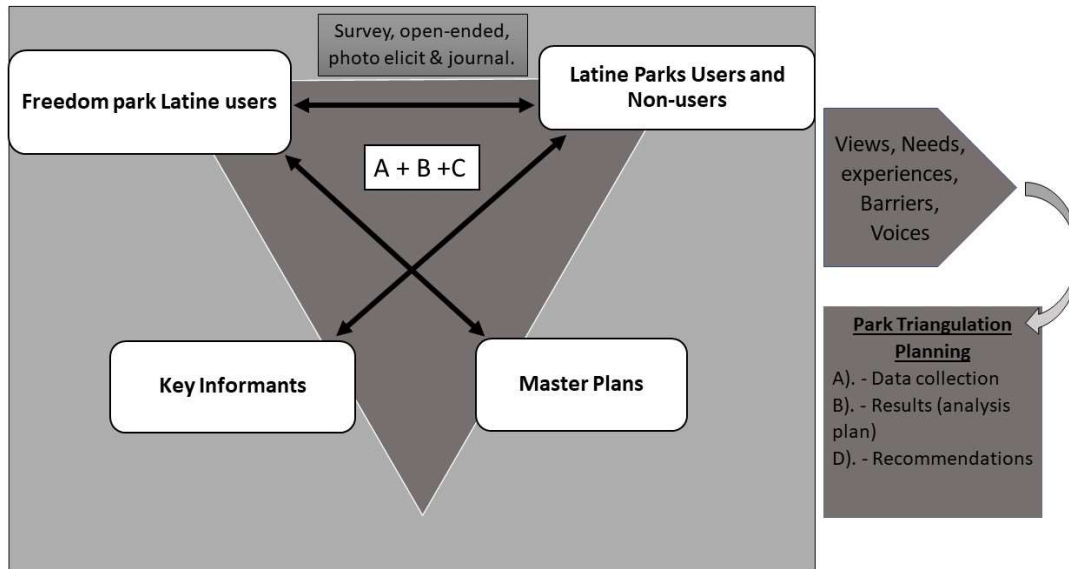 Survey, open-ended,
photo elicit & journal.
Freedom park Latine users
Latine Parks Users and
Non-users
A + B +C
Views, Needs,
experiences,
Barriers,
Voices
Key Informants
Master Plans
Park Triangulation
Planning
A). - Data collection
B). - Results (analysis
plan)
D). - Recommendations